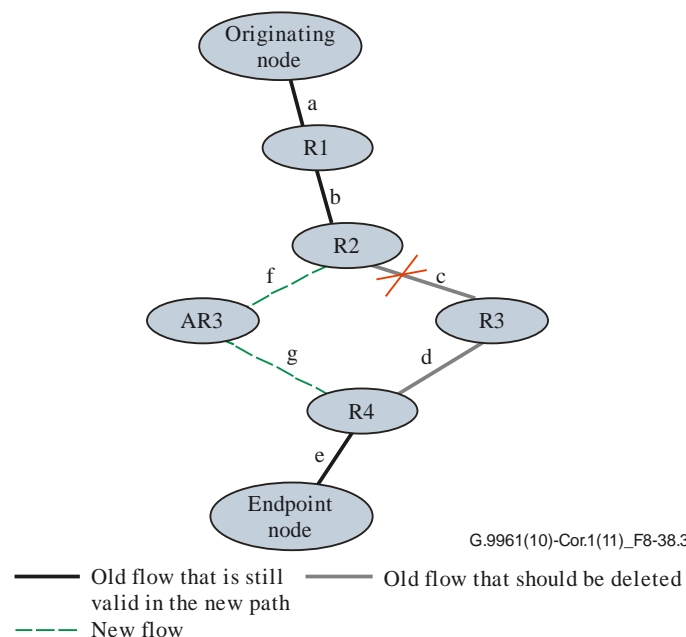 Originating
node
a
R1
b
R2
f
c
AR3
R3
g
d
R4
e
Endpoint
node
G.9961(10)-Cor.1(11)_F8-38.3
Old flow that is still
valid in the new path
Old flow that should be deleted
New flow